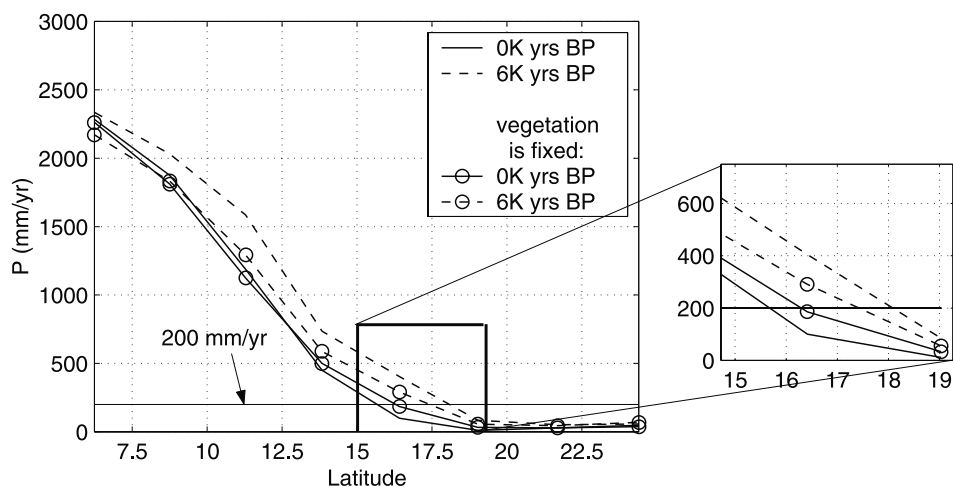 3000
2500
2000
1500
1000
500
0
P (mm/yr)
7.5 10 12.5 15 17.5 20 22.5
Latitude
200 mm/yr
0K yrs BP
6K yrs BP
vegetation
is fixed:
0K yrs BP
6K yrs BP
600
400
200
0
15 16 17 18 19